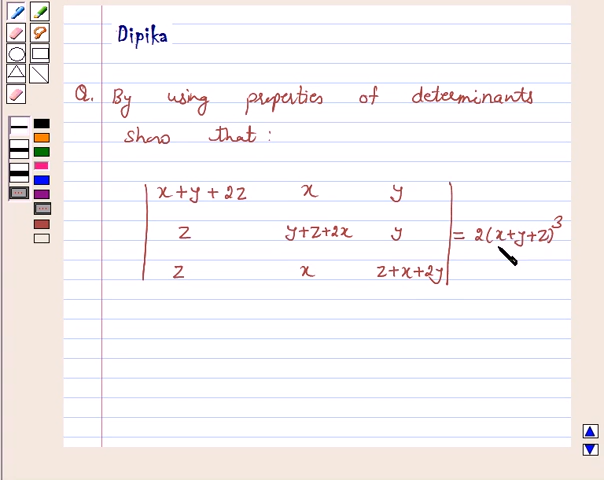 Dipika
Q. By using properties of determinants
show that :
| x+y+2z x y |
| z y+z+2x y | = 2(x+y+z)³
| z x z+x+2y |